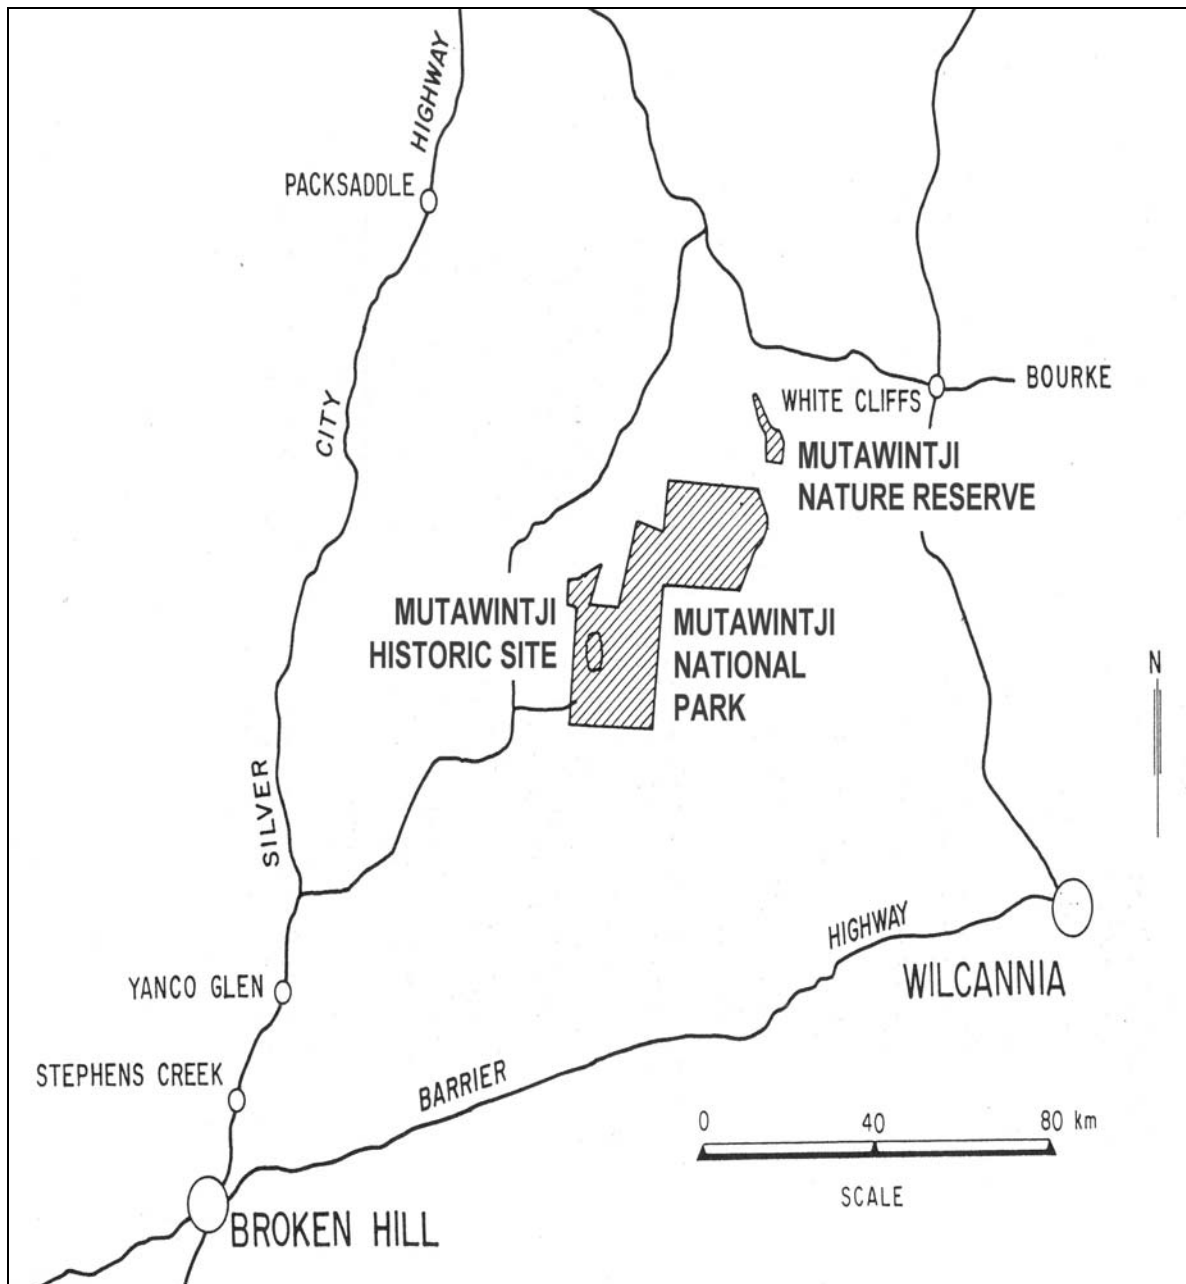 HIGHWAY
PACKSADDLE
CITY
BOURKE
WHITE CLIFFS
MUTAWINTJI
NATURE RESERVE
MUTAWINTJI
HISTORIC SITE
MUTAWINTJI
NATIONAL
PARK
N
SILVER
HIGHWAY
WILCANNIA
YANCO GLEN
STEPHENS CREEK
BARRIER
0 40 80 km
SCALE
BROKEN HILL